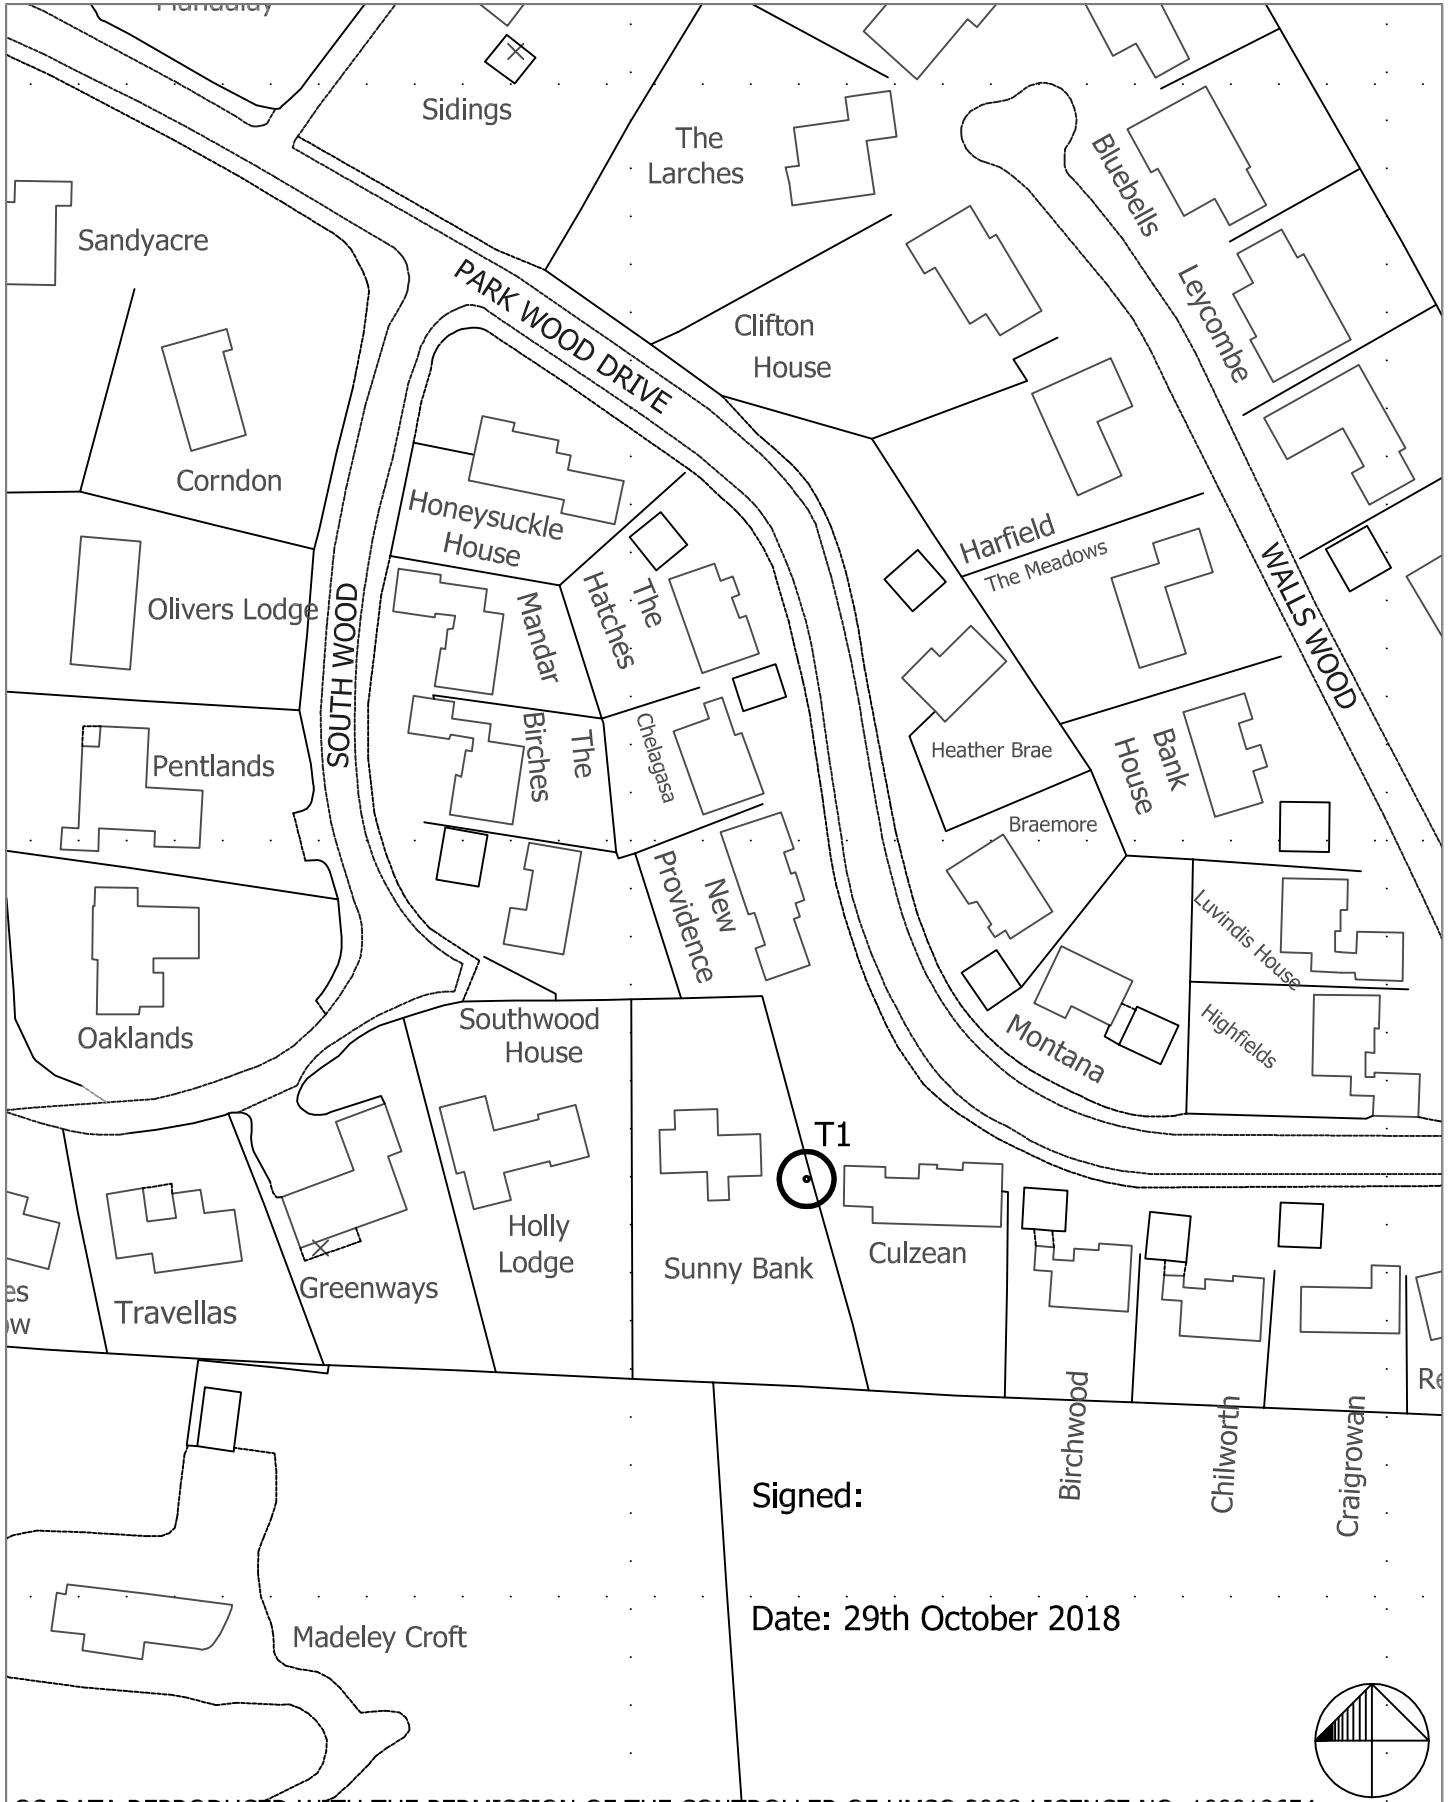 Sidings
The
Larches
Bluebells
Sandyacre
PARK WOOD DRIVE
Leycombe
Clifton
House
Corndon
Honeysuckle
House
Harfield
The Meadows
WALLS WOOD
Olivers Lodge
SOUTH WOOD
Mandar
The
Hatches
The
Birches
Chelagasa
Heather Brae
Bank
House
Pentlands
Braemore
New
Providence
Luvindis House
Oaklands
Southwood
House
Montana
Highfields
T1
Holly
Lodge
Sunny Bank
Culzean
Greenways
Travellas
es
ow
Re
Birchwood
Chilworth
Craigrowan
Signed:
Date: 29th October 2018
Madeley Croft